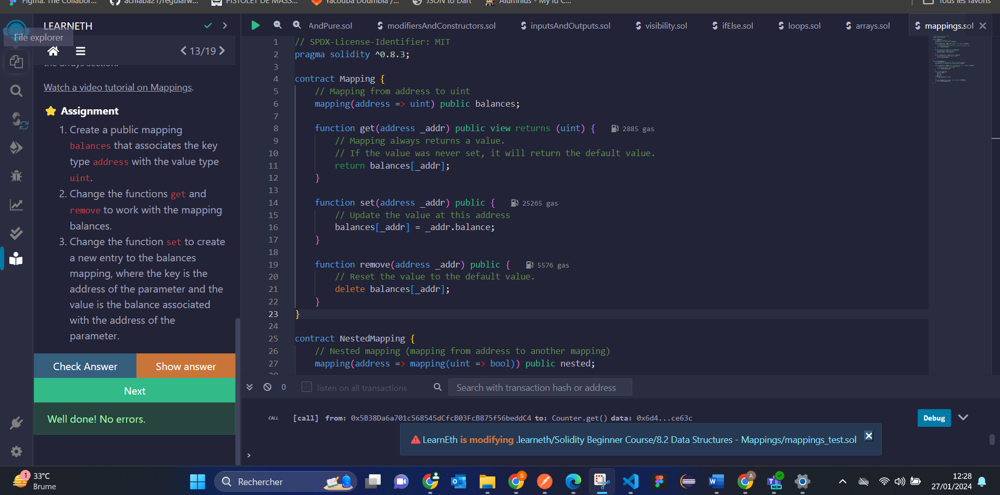 Figma: The Collabor...
achiaba21/regularfw...
PISTOLET DE MASS...
Yacouba Doumbia /...
JSON to Dart
Alumnius - My Id C...
Tous les favoris
LEARNETH
File explorer
13/19
the arrays section.
Watch a video tutorial on Mappings.
Assignment
1. Create a public mapping
balances that associates the key
type address with the value type
uint.
2. Change the functions get and
remove to work with the mapping
balances.
3. Change the function set to create
a new entry to the balances
mapping, where the key is the
address of the parameter and the
value is the balance associated
with the address of the
parameter.
Check Answer
Show answer
Next
Well done! No errors.
AndPure.sol
modifiersAndConstructors.sol
inputsAndOutputs.sol
visibility.sol
ifElse.sol
loops.sol
arrays.sol
mappings.sol
1 // SPDX-License-Identifier: MIT
2 pragma solidity ^0.8.3;
3
4 contract Mapping {
5 // Mapping from address to uint
6 mapping(address => uint) public balances;
7
8 function get(address _addr) public view returns (uint) { 2885 gas
9 // Mapping always returns a value.
10 // If the value was never set, it will return the default value.
11 return balances[_addr];
12 }
13
14 function set(address _addr) public { 25265 gas
15 // Update the value at this address
16 balances[_addr] = _addr.balance;
17 }
18
19 function remove(address _addr) public { 5576 gas
20 // Reset the value to the default value.
21 delete balances[_addr];
22 }
23 }
24
25 contract NestedMapping {
26 // Nested mapping (mapping from address to another mapping)
27 mapping(address => mapping(uint => bool)) public nested;
28
0
listen on all transactions
Search with transaction hash or address
CALL [call] from: 0x5B38Da6a701c568545dCfcB03FcB875f56beddC4 to: Counter.get() data: 0x6d4...ce63c
Debug
LearnEth is modifying .learneth/Solidity Beginner Course/8.2 Data Structures - Mappings/mappings_test.sol
>
1
33°C
Brume
Rechercher
S
A
NEW
12:28
27/01/2024